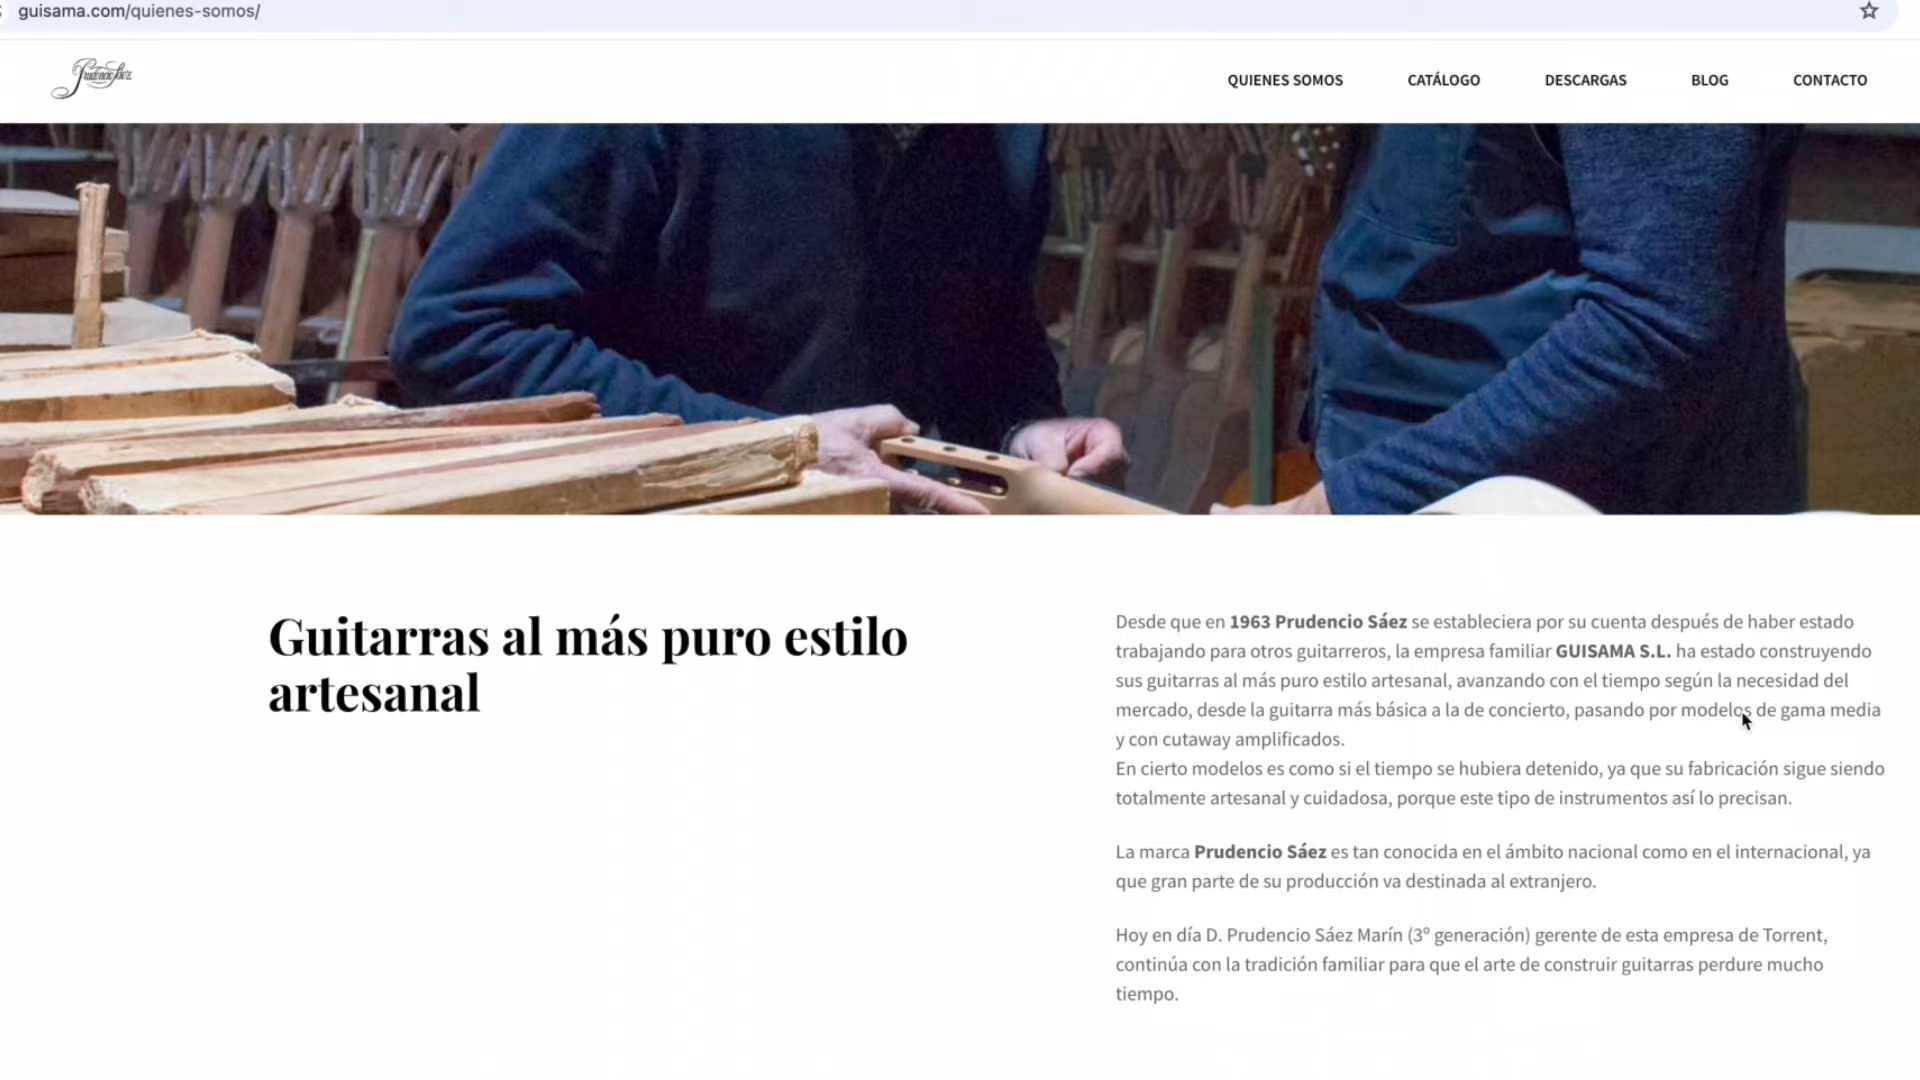 guisama.com/quienes-somos/
Prudencio Sáez
QUIENES SOMOS
CATÁLOGO
DESCARGAS
BLOG
CONTACTO
Guitarras al más puro estilo
artesanal
Desde que en 1963 Prudencio Sáez se estableciera por su cuenta después de haber estado
trabajando para otros guitarreros, la empresa familiar GUISAMA S.L. ha estado construyendo
sus guitarras al más puro estilo artesanal, avanzando con el tiempo según la necesidad del
mercado, desde la guitarra más básica a la de concierto, pasando por modelos de gama media
y con cutaway amplificados.
En cierto modelos es como si el tiempo se hubiera detenido, ya que su fabricación sigue siendo
totalmente artesanal y cuidadosa, porque este tipo de instrumentos así lo precisan.
La marca Prudencio Sáez es tan conocida en el ámbito nacional como en el internacional, ya
que gran parte de su producción va destinada al extranjero.
Hoy en día D. Prudencio Sáez Marín (3º generación) gerente de esta empresa de Torrent,
continúa con la tradición familiar para que el arte de construir guitarras perdure mucho
tiempo.